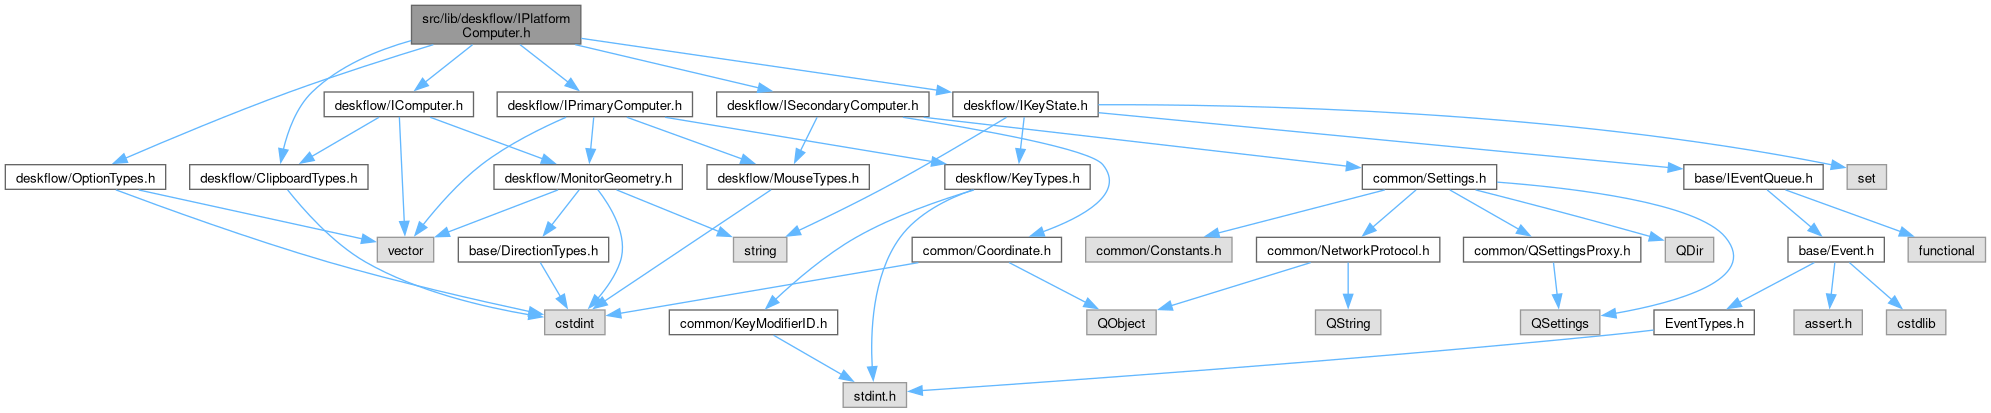 src/lib/deskflow/IPlatform
Computer.h
deskflow/IComputer.h
deskflow/IPrimaryComputer.h
deskflow/ISecondaryComputer.h
deskflow/IKeyState.h
deskflow/OptionTypes.h
deskflow/ClipboardTypes.h
deskflow/MonitorGeometry.h
deskflow/MouseTypes.h
deskflow/KeyTypes.h
common/Settings.h
base/IEventQueue.h
set
vector
base/DirectionTypes.h
string
common/Coordinate.h
common/Constants.h
common/NetworkProtocol.h
common/QSettingsProxy.h
QDir
base/Event.h
functional
cstdint
common/KeyModifierID.h
QObject
QString
QSettings
EventTypes.h
assert.h
cstdlib
stdint.h